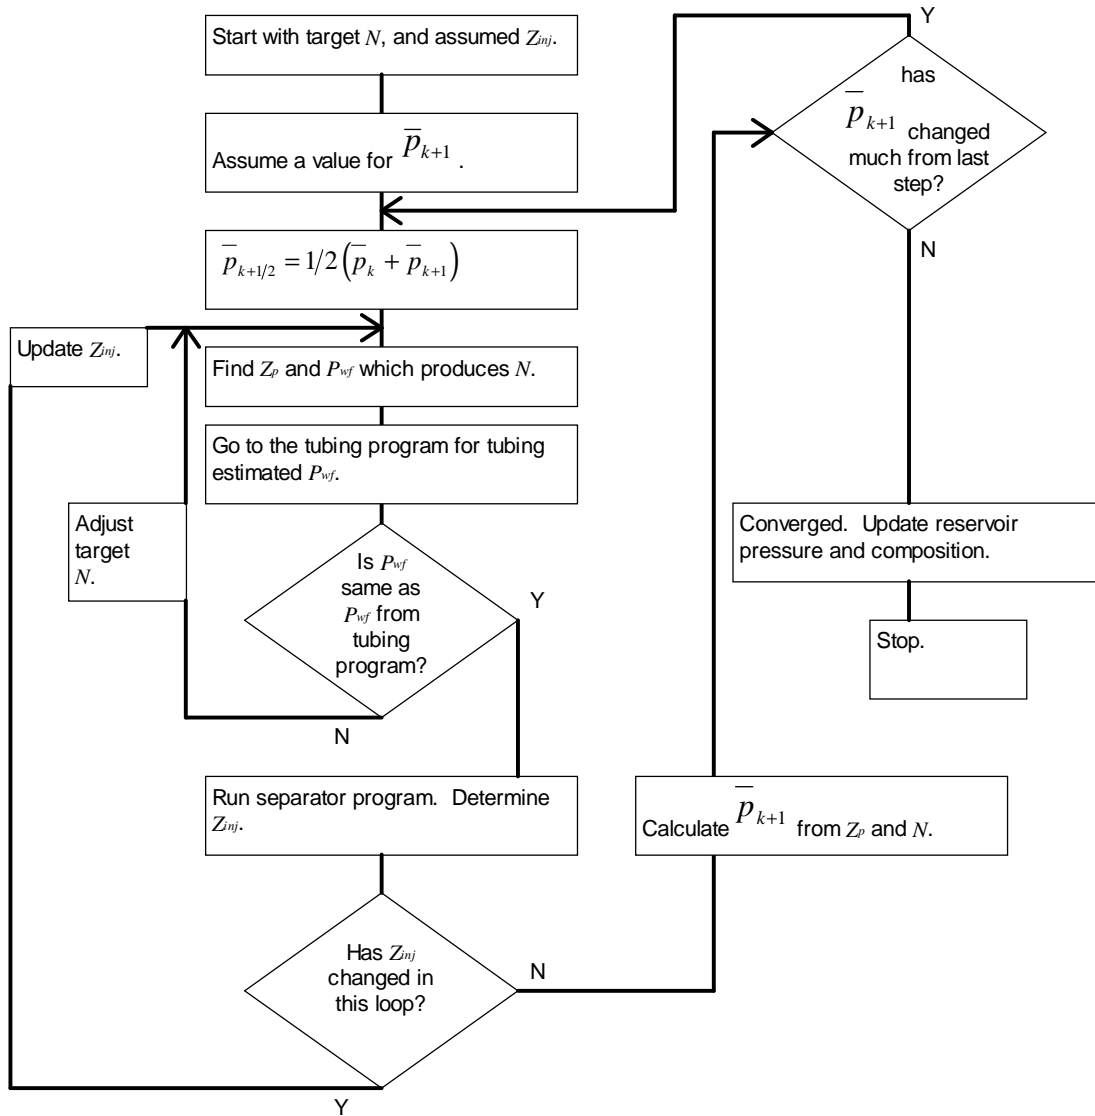 Start with target N, and assumed Zinj.
Assume a value for p̅k+1 .
p̅k+1/2 = 1/2 (p̅k + p̅k+1)
Update Zinj.
Find Zp and Pwf which produces N.
Go to the tubing program for tubing
estimated Pwf.
Adjust
target
N.
Is Pwf
same as
Pwf from
tubing
program?
Y
N
Run separator program. Determine
Zinj.
Has Zinj
changed in
this loop?
N
Y
Calculate p̅k+1 from Zp and N.
Y
has
p̅k+1 changed
much from last
step?
N
Converged. Update reservoir
pressure and composition.
Stop.